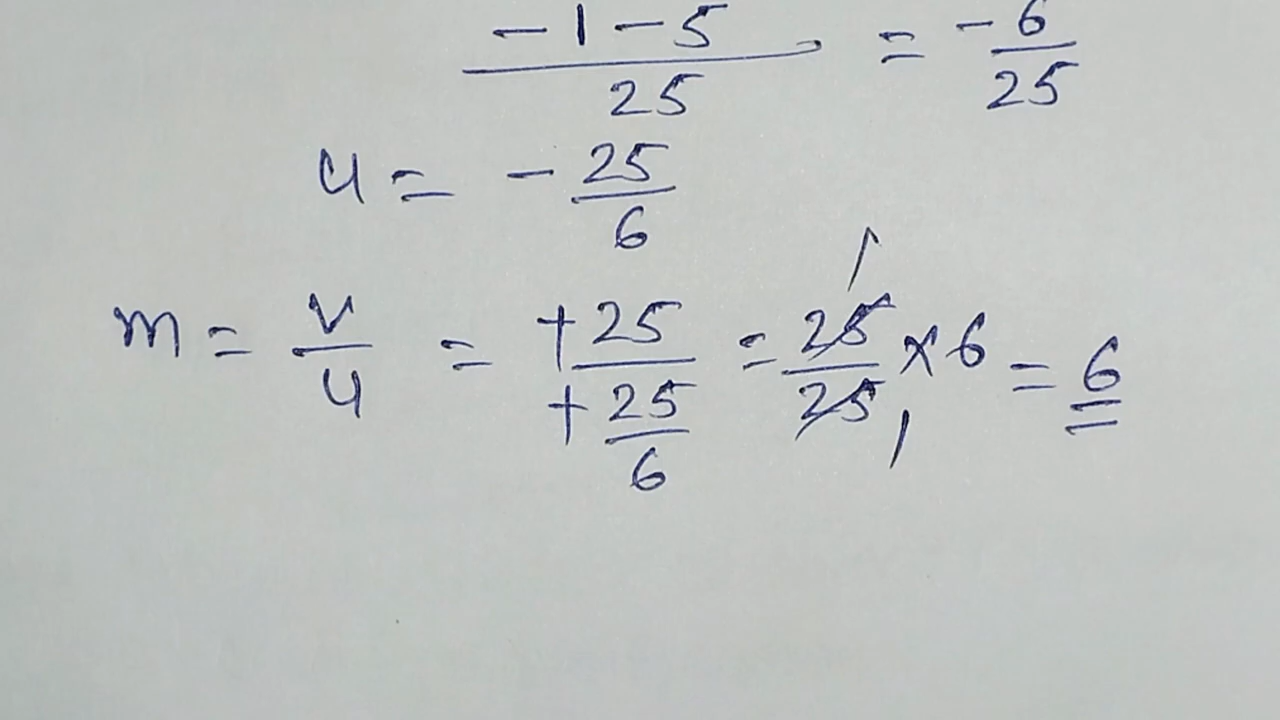 -1-5/25 = -6/25
u = -25/6
m = v/u = +25/+25/6 = 25/25 × 6 = 6